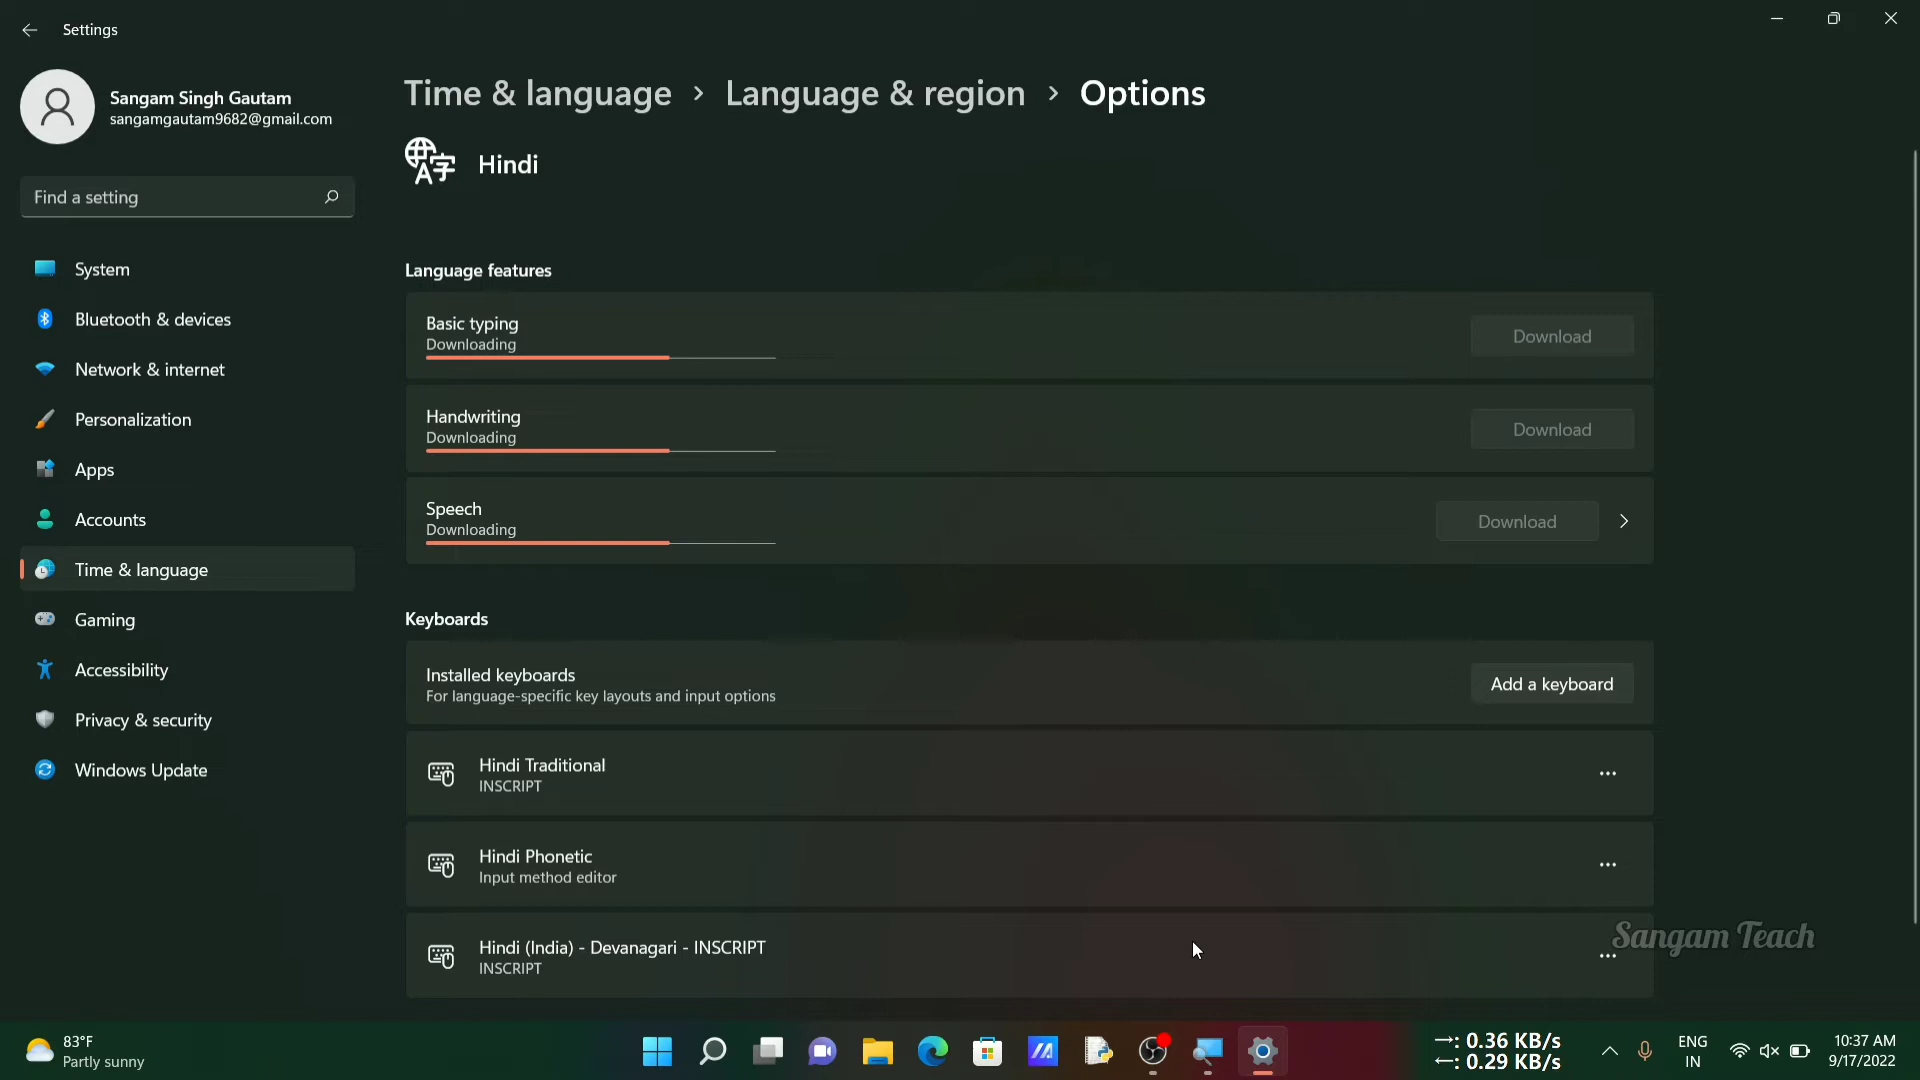 Settings
Sangam Singh Gautam
sangamgautam9682@gmail.com
Find a setting
System
Bluetooth & devices
Network & internet
Personalization
Apps
Accounts
Time & language
Gaming
Accessibility
Privacy & security
Windows Update
Time & language > Language & region > Options
Hindi
Language features
Basic typing
Downloading
Download
Handwriting
Downloading
Download
Speech
Downloading
Download
Keyboards
Installed keyboards
For language-specific key layouts and input options
Add a keyboard
Hindi Traditional
INSCRIPT
Hindi Phonetic
Input method editor
Hindi (India) - Devanagari - INSCRIPT
INSCRIPT
Sangam Teach
83°F
Partly sunny
→: 0.36 KB/s
←: 0.29 KB/s
ENG
IN
10:37 AM
9/17/2022